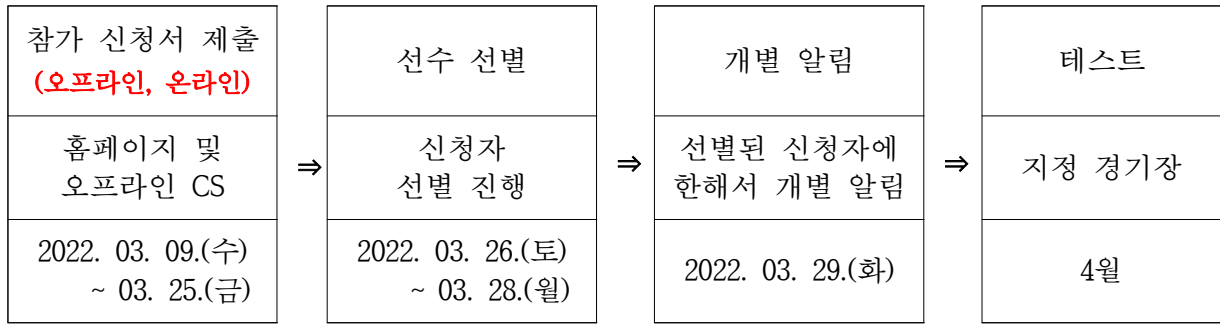 참가 신청서 제출
(오프라인, 온라인)
홈페이지 및
오프라인 CS
2022. 03. 09.(수)
~ 03. 25.(금)
⇒
선수 선별
신청자
선별 진행
2022. 03. 26.(토)
~ 03. 28.(월)
⇒
개별 알림
선별된 신청자에
한해서 개별 알림
2022. 03. 29.(화)
⇒
테스트
지정 경기장
4월